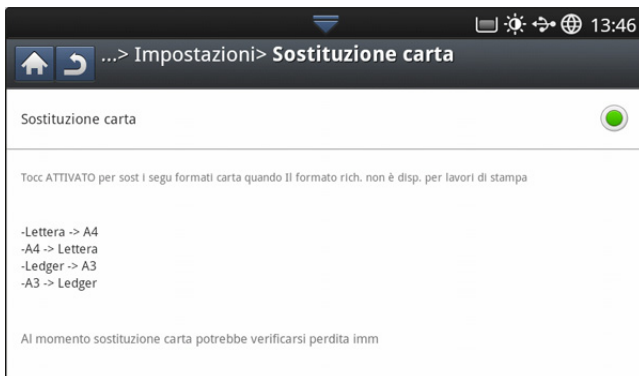 13:46
...> Impostazioni> Sostituzione carta
Sostituzione carta
Tocc ATTIVATO per sost i segu formati carta quando Il formato rich. non è disp. per lavori di stampa
-Lettera -> A4
-A4 -> Lettera
-Ledger -> A3
-A3 -> Ledger
Al momento sostituzione carta potrebbe verificarsi perdita imm